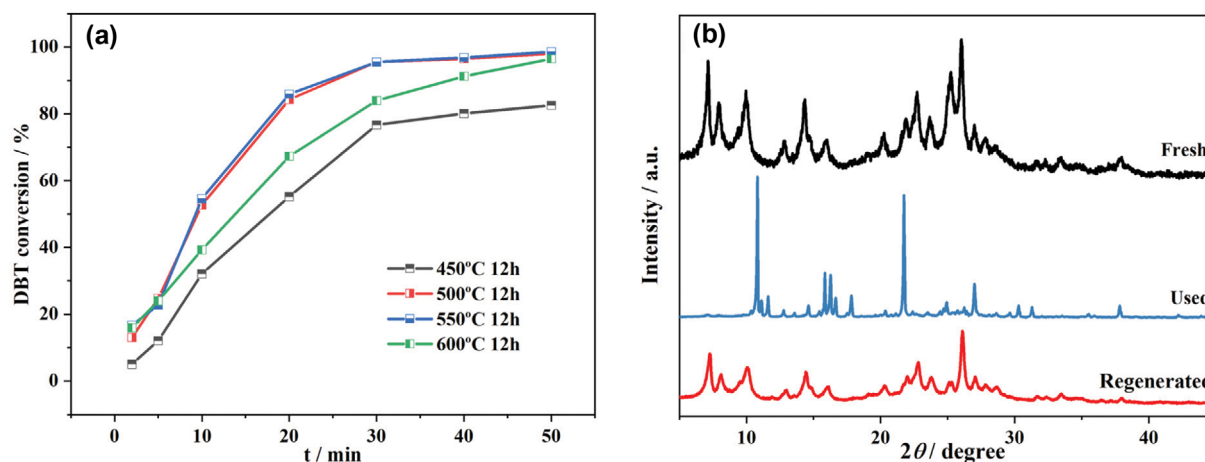 (a)
100
80
60
40
20
0
DBT conversion / %
450°C 12h
500°C 12h
550°C 12h
600°C 12h
0 10 20 30 40 50
t / min
(b)
Intensity / a.u.
Fresh
Used
Regenerated
10 20 30 40
2θ / degree